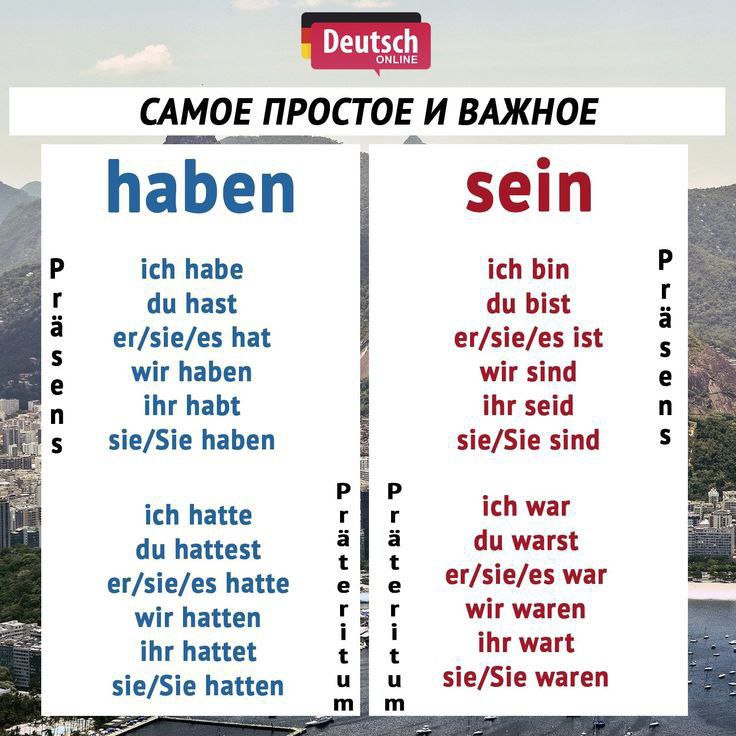 Deutsch
ONLINE
САМОЕ ПРОСТОЕ И ВАЖНОЕ
haben
Präsens
ich habe
du hast
er/sie/es hat
wir haben
ihr habt
sie/Sie haben
Präteritum
ich hatte
du hattest
er/sie/es hatte
wir hatten
ihr hattet
sie/Sie hatten
sein
Präsens
ich bin
du bist
er/sie/es ist
wir sind
ihr seid
sie/Sie sind
Präteritum
ich war
du warst
er/sie/es war
wir waren
ihr wart
sie/Sie waren